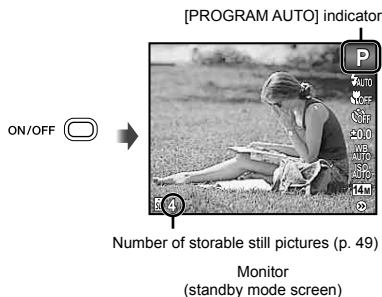 [PROGRAM AUTO] indicator
P
AUTO
OFF
OFF
±0.0
WB
AUTO
ISO
AUTO
14M
ON/OFF
4
Number of storable still pictures (p. 49)
Monitor
(standby mode screen)